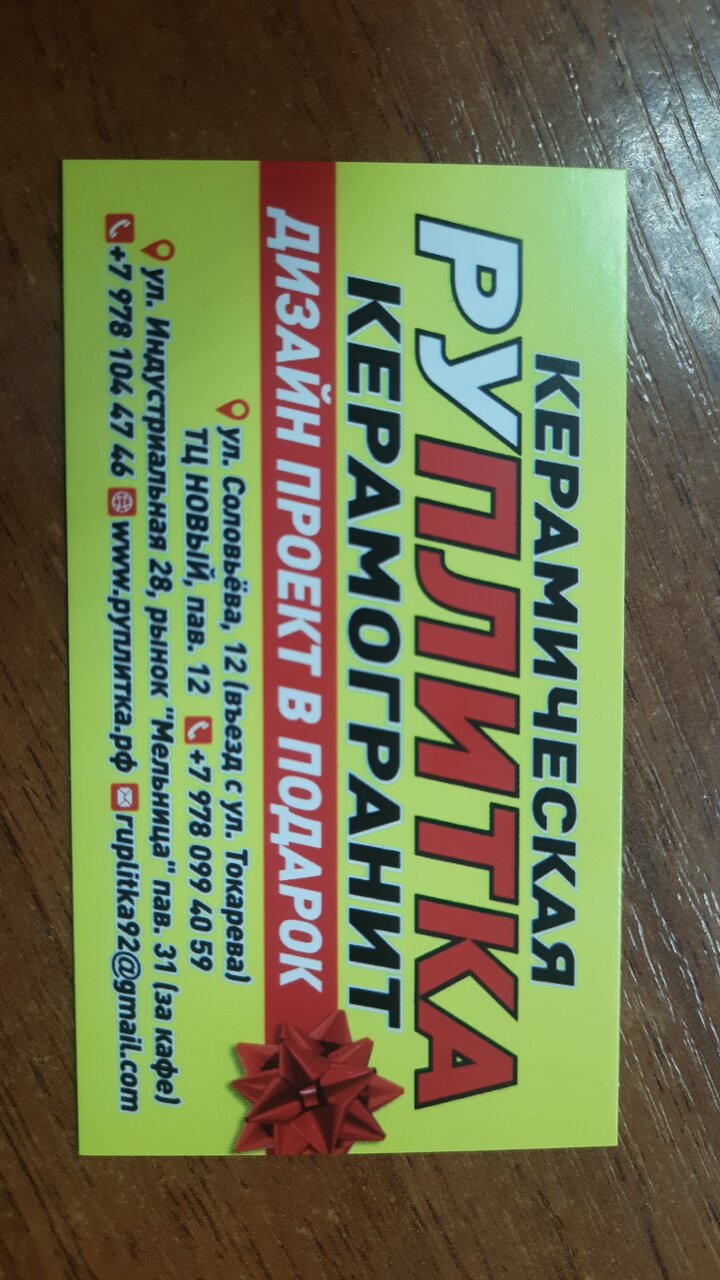 КЕРАМИЧЕСКАЯ
РУПЛИТКА
КЕРАМОГРАНИТ
ДИЗАЙН ПРОЕКТ В ПОДАРОК
ул. Соловьёва, 12 (въезд с ул. Токарева)
ТЦ НОВЫЙ, пав. 12 +7 978 099 40 59
ул. Индустриальная 28, рынок "Мельница" пав. 31 (за кафе)
+7 978 104 47 46 www.руплитка.рф ruplitka92@gmail.com